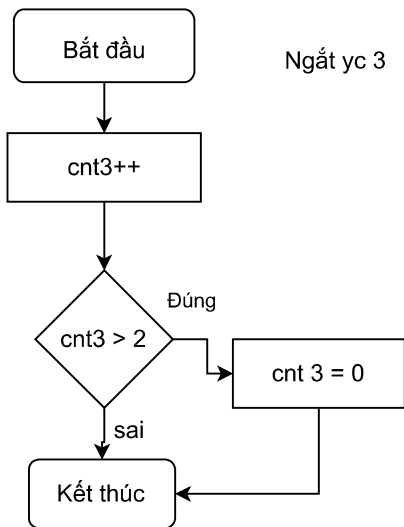 Bắt đầu
Ngắt yc 3
cnt3++
Đúng
cnt3 > 2
cnt 3 = 0
sai
Kết thúc